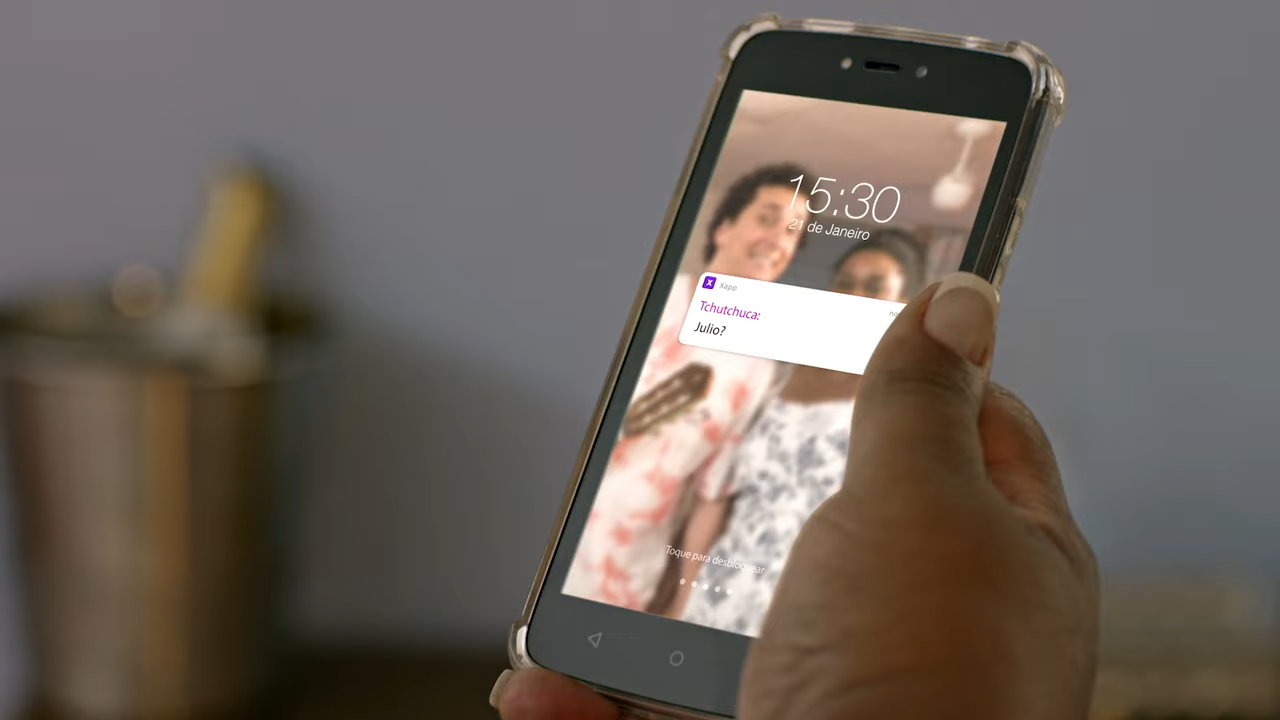 15:30
21 de Janeiro
X Xapp
Tchutchuca:
Julio?
Toque para desbloquear